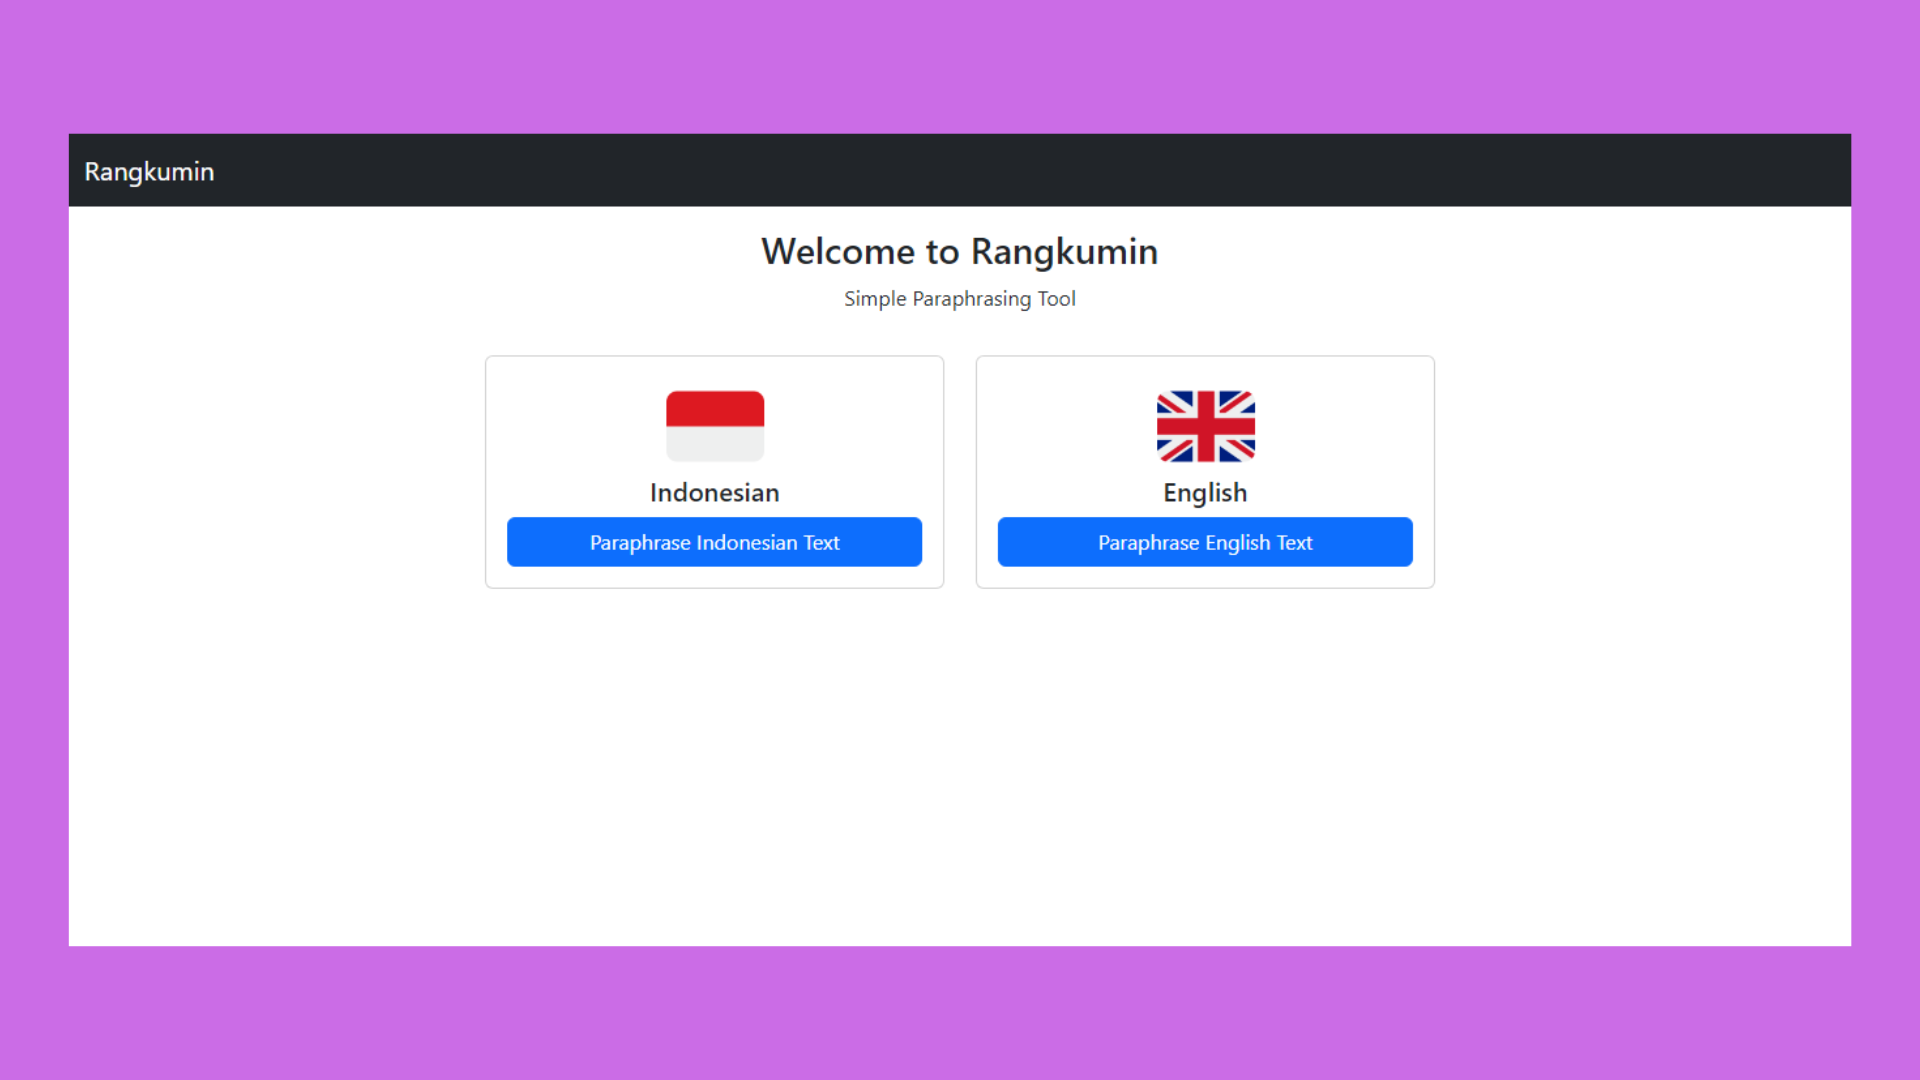 Rangkumin
Welcome to Rangkumin
Simple Paraphrasing Tool
Indonesian
Paraphrase Indonesian Text
English
Paraphrase English Text